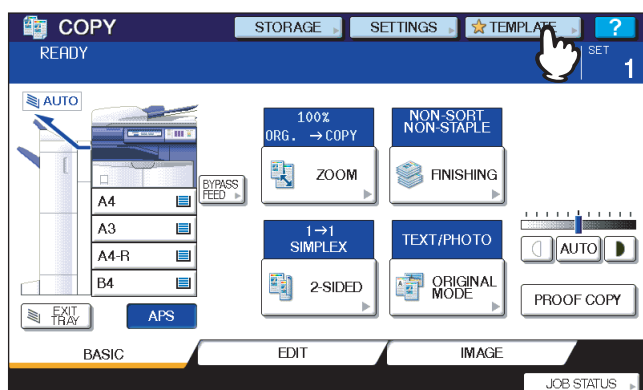 COPY
STORAGE
SETTINGS
TEMPLATE
?
READY
SET
1
AUTO
100%
ORG. →COPY
NON-SORT
NON-STAPLE
ZOOM
FINISHING
BYPASS
FEED
A4
A3
A4-R
B4
1→1
SIMPLEX
TEXT/PHOTO
2-SIDED
ORIGINAL
MODE
AUTO
PROOF COPY
EXIT
TRAY
APS
BASIC
EDIT
IMAGE
JOB STATUS